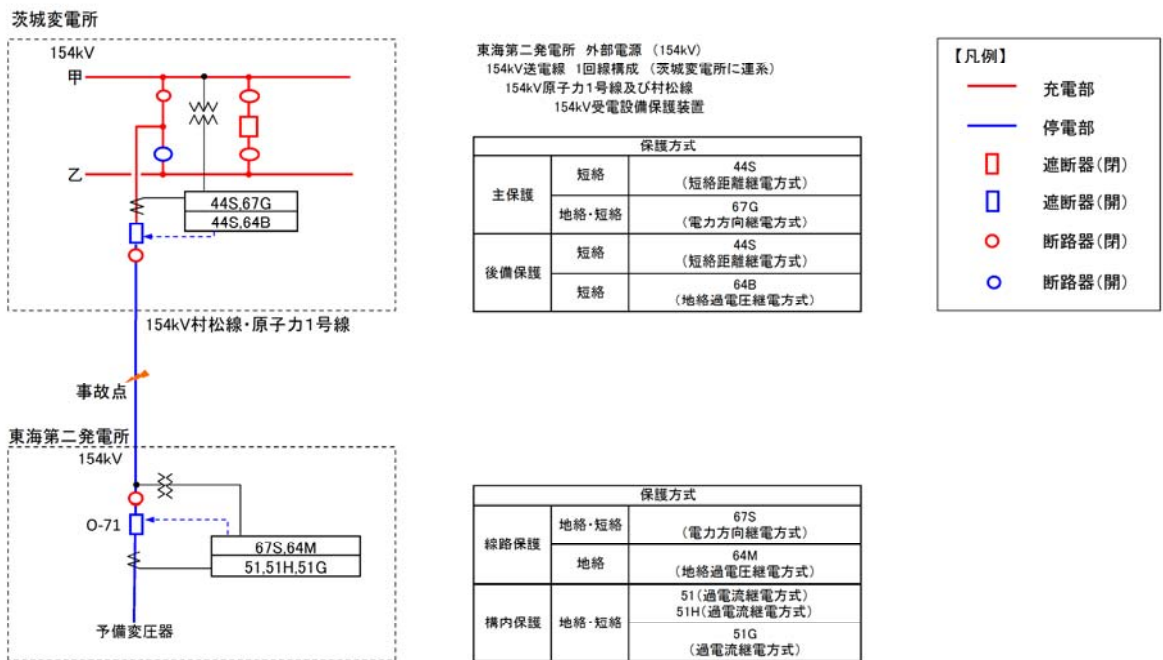 茨城変電所
154kV
甲
乙
44S,67G
44S,64B
154kV村松線・原子力1号線
事故点
東海第二発電所
154kV
O-71
67S,64M
51,51H,51G
予備変圧器
東海第二発電所 外部電源 （154kV）
154kV送電線 1回線構成 （茨城変電所に連系）
154kV原子力1号線及び村松線
154kV受電設備保護装置
保護方式
主保護
短絡
44S
（短絡距離継電方式）
地絡・短絡
67G
（電力方向継電方式）
後備保護
短絡
44S
（短絡距離継電方式）
短絡
64B
（地絡過電圧継電方式）
保護方式
線路保護
地絡・短絡
67S
（電力方向継電方式）
地絡
64M
（地絡過電圧継電方式）
構内保護
地絡・短絡
51（過電流継電方式）
51H（過電流継電方式）
51G
（過電流継電方式）
【凡例】
充電部
停電部
遮断器（閉）
遮断器（開）
断路器（閉）
断路器（開）